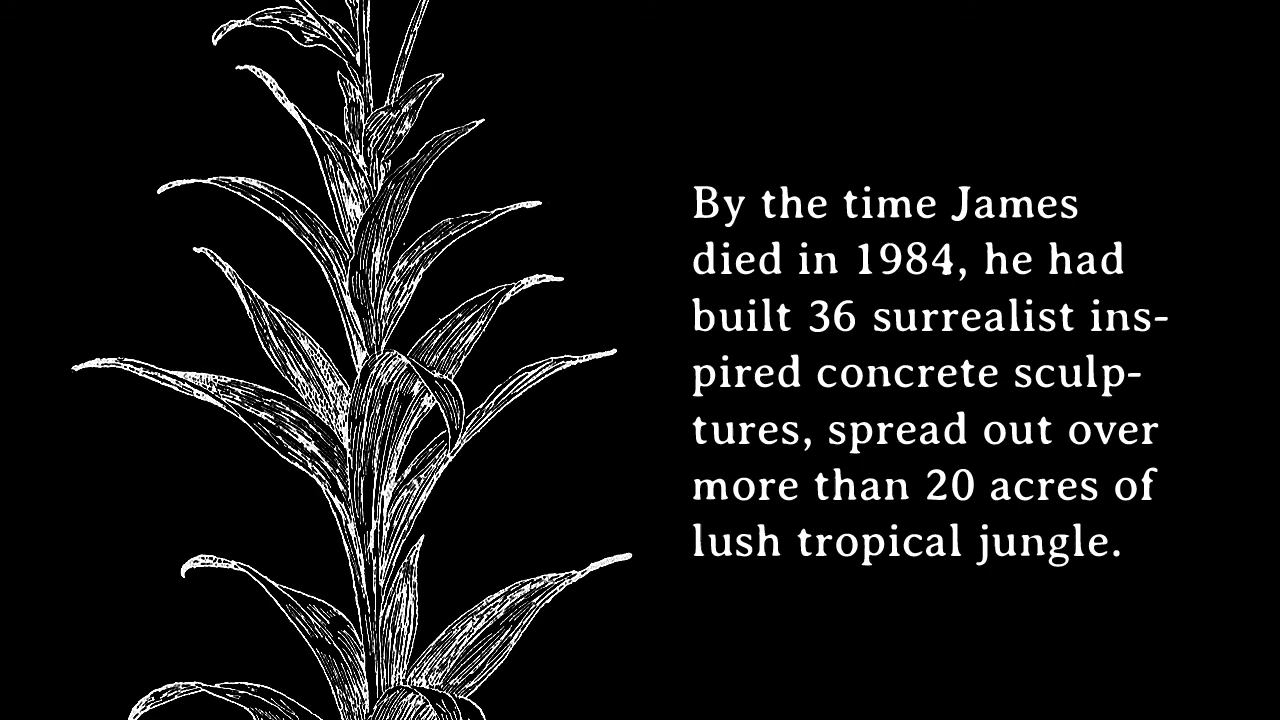 By the time James
died in 1984, he had
built 36 surrealist ins-
pired concrete sculp-
tures, spread out over
more than 20 acres of
lush tropical jungle.